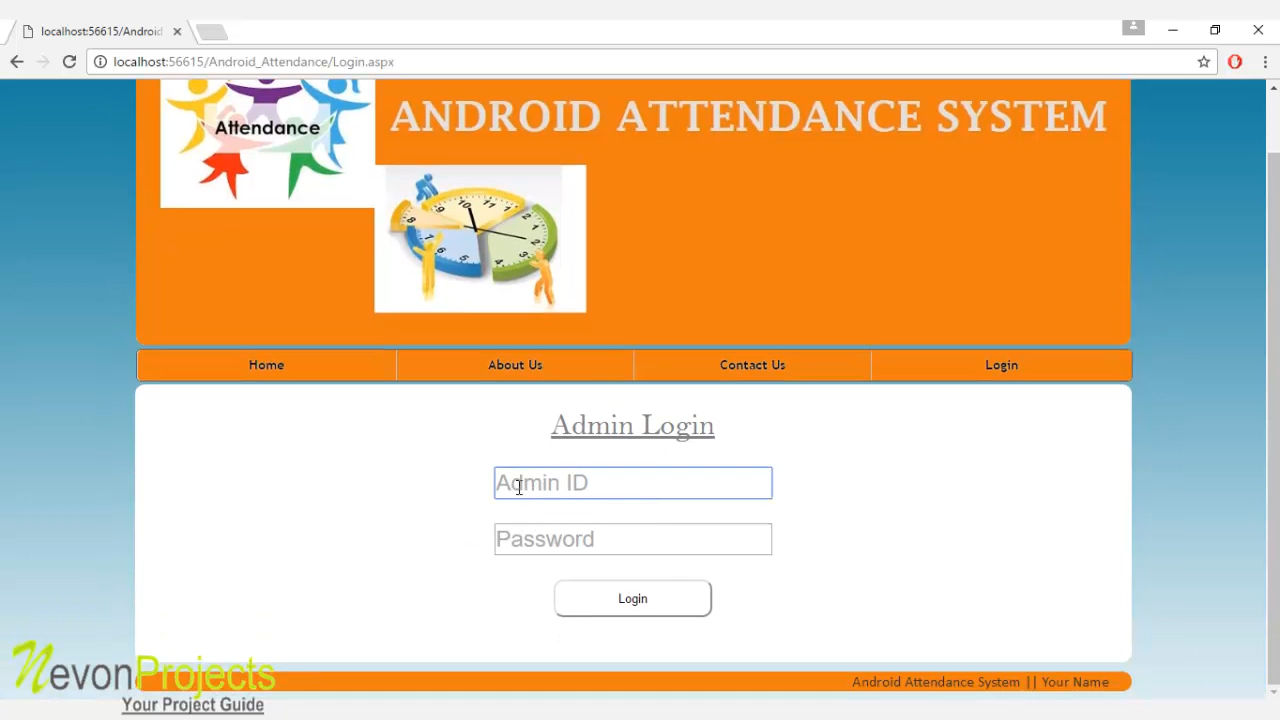 localhost:56615/Android
localhost:56615/Android_Attendance/Login.aspx
Attendance
ANDROID ATTENDANCE SYSTEM
Home
About Us
Contact Us
Login
Admin Login
Admin ID
Password
Login
NevonProjects
Your Project Guide
Android Attendance System || Your Name